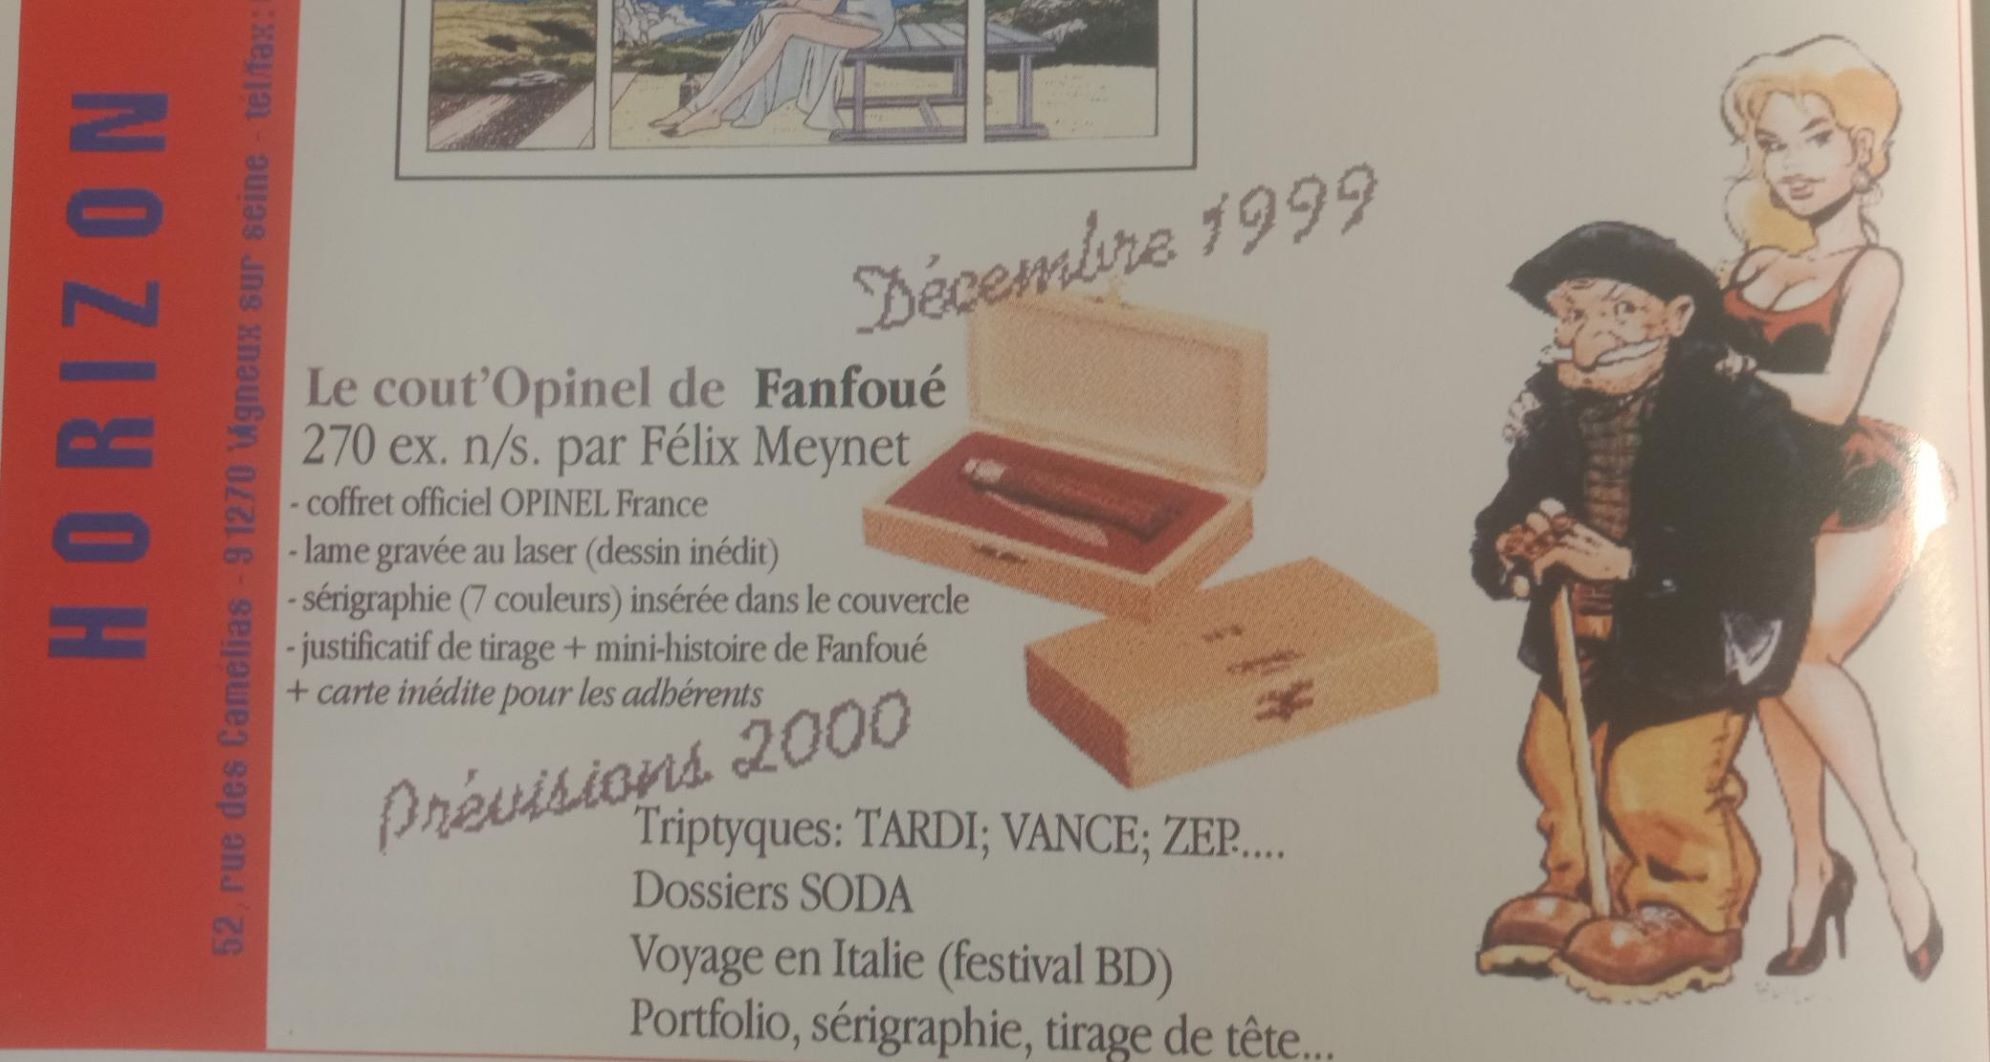 HORIZON
52, rue des Camélias - 91270 Vigneux sur seine - tél/fax:
Décembre 1999
Le cout'Opinel de Fanfoué
270 ex. n/s. par Félix Meynet
- coffret officiel OPINEL France
- lame gravée au laser (dessin inédit)
- sérigraphie (7 couleurs) insérée dans le couvercle
- justificatif de tirage + mini-histoire de Fanfoué
+ carte inédite pour les adhérents
Prévisions 2000
Triptyques: TARDI; VANCE; ZEP....
Dossiers SODA
Voyage en Italie (festival BD)
Portfolio, sérigraphie, tirage de tête...